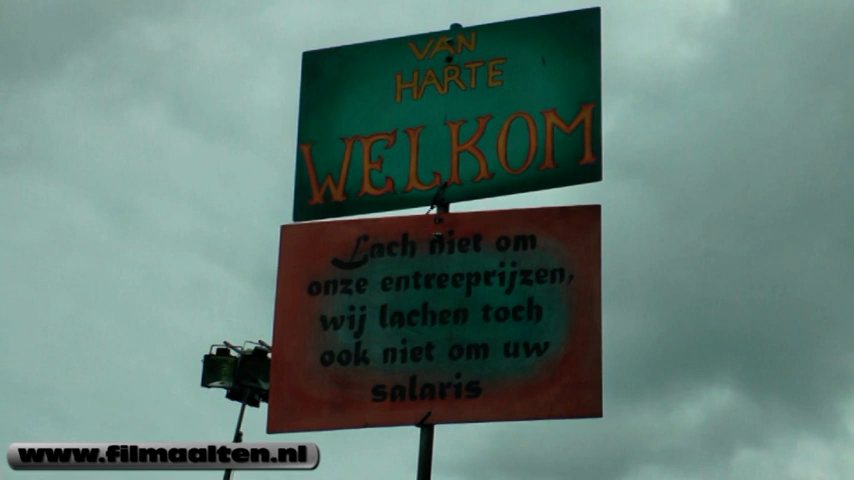 VAN
HARTE
WELKOM
Lach niet om
onze entreeprijzen,
wij lachen toch
ook niet om uw
salaris
www.filmaalten.nl